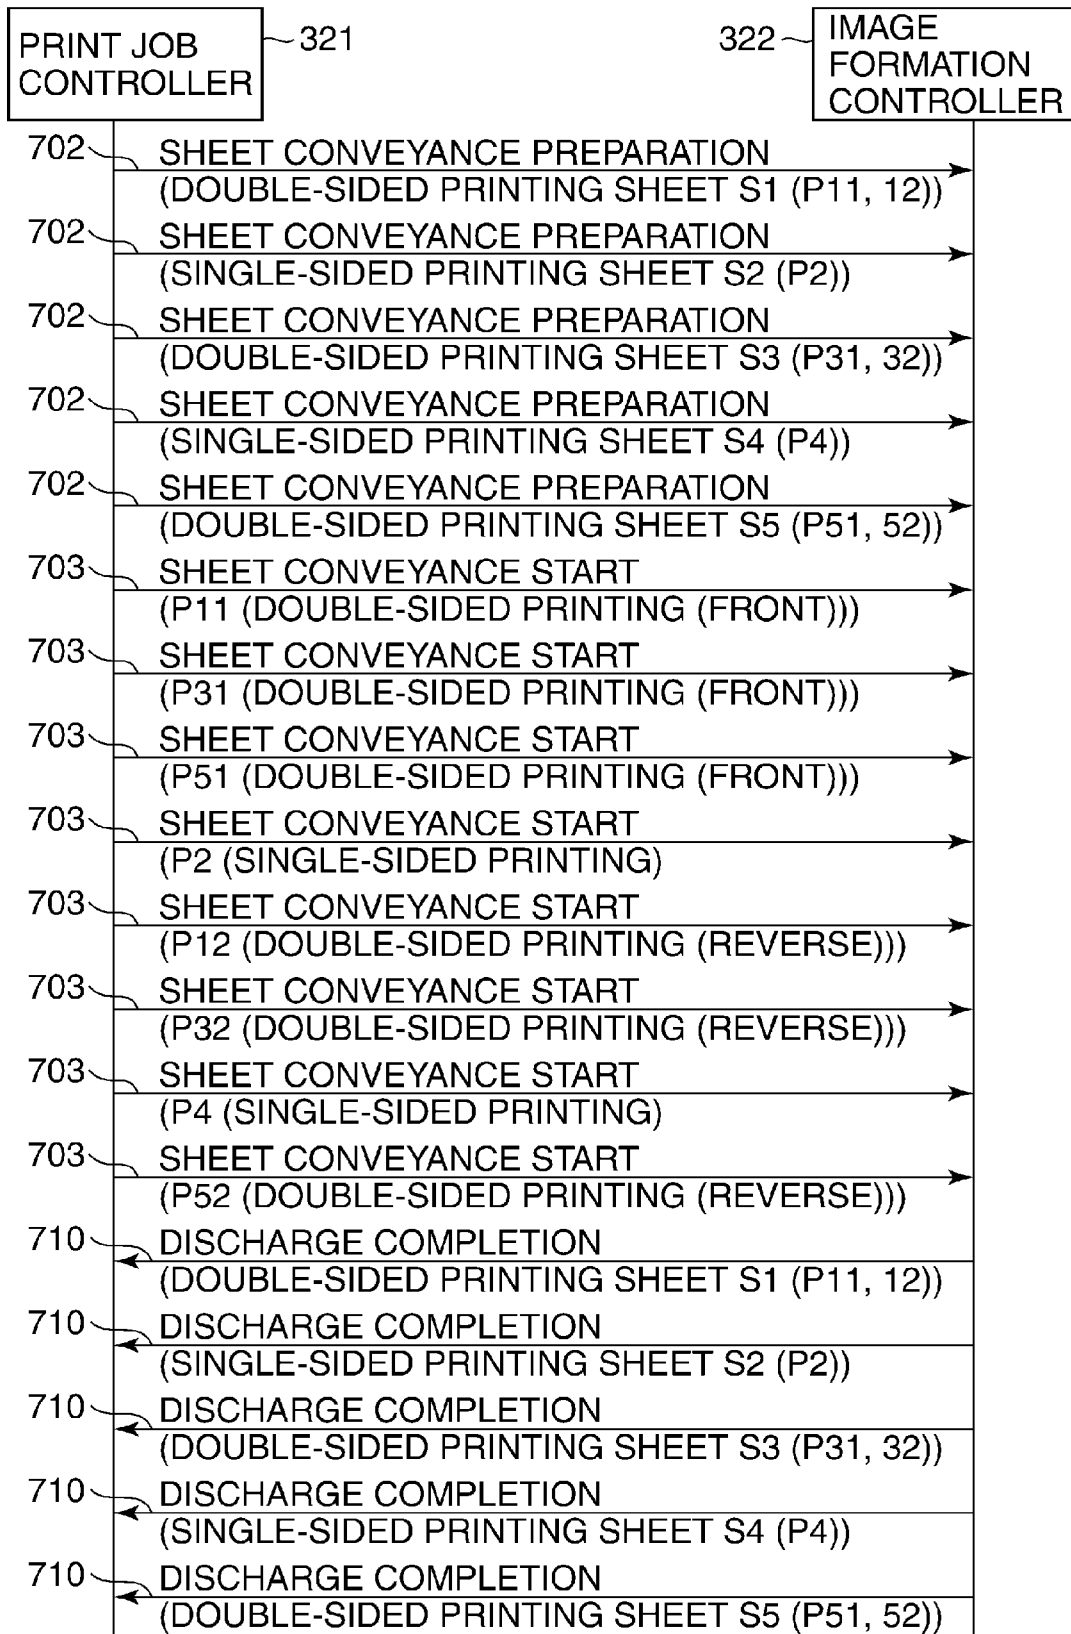 PRINT JOB
CONTROLLER
321
322
IMAGE
FORMATION
CONTROLLER
702
SHEET CONVEYANCE PREPARATION
(DOUBLE-SIDED PRINTING SHEET S1 (P11, 12))
702
SHEET CONVEYANCE PREPARATION
(SINGLE-SIDED PRINTING SHEET S2 (P2))
702
SHEET CONVEYANCE PREPARATION
(DOUBLE-SIDED PRINTING SHEET S3 (P31, 32))
702
SHEET CONVEYANCE PREPARATION
(SINGLE-SIDED PRINTING SHEET S4 (P4))
702
SHEET CONVEYANCE PREPARATION
(DOUBLE-SIDED PRINTING SHEET S5 (P51, 52))
703
SHEET CONVEYANCE START
(P11 (DOUBLE-SIDED PRINTING (FRONT)))
703
SHEET CONVEYANCE START
(P31 (DOUBLE-SIDED PRINTING (FRONT)))
703
SHEET CONVEYANCE START
(P51 (DOUBLE-SIDED PRINTING (FRONT)))
703
SHEET CONVEYANCE START
(P2 (SINGLE-SIDED PRINTING)
703
SHEET CONVEYANCE START
(P12 (DOUBLE-SIDED PRINTING (REVERSE)))
703
SHEET CONVEYANCE START
(P32 (DOUBLE-SIDED PRINTING (REVERSE)))
703
SHEET CONVEYANCE START
(P4 (SINGLE-SIDED PRINTING)
703
SHEET CONVEYANCE START
(P52 (DOUBLE-SIDED PRINTING (REVERSE)))
710
DISCHARGE COMPLETION
(DOUBLE-SIDED PRINTING SHEET S1 (P11, 12))
710
DISCHARGE COMPLETION
(SINGLE-SIDED PRINTING SHEET S2 (P2))
710
DISCHARGE COMPLETION
(DOUBLE-SIDED PRINTING SHEET S3 (P31, 32))
710
DISCHARGE COMPLETION
(SINGLE-SIDED PRINTING SHEET S4 (P4))
710
DISCHARGE COMPLETION
(DOUBLE-SIDED PRINTING SHEET S5 (P51, 52))